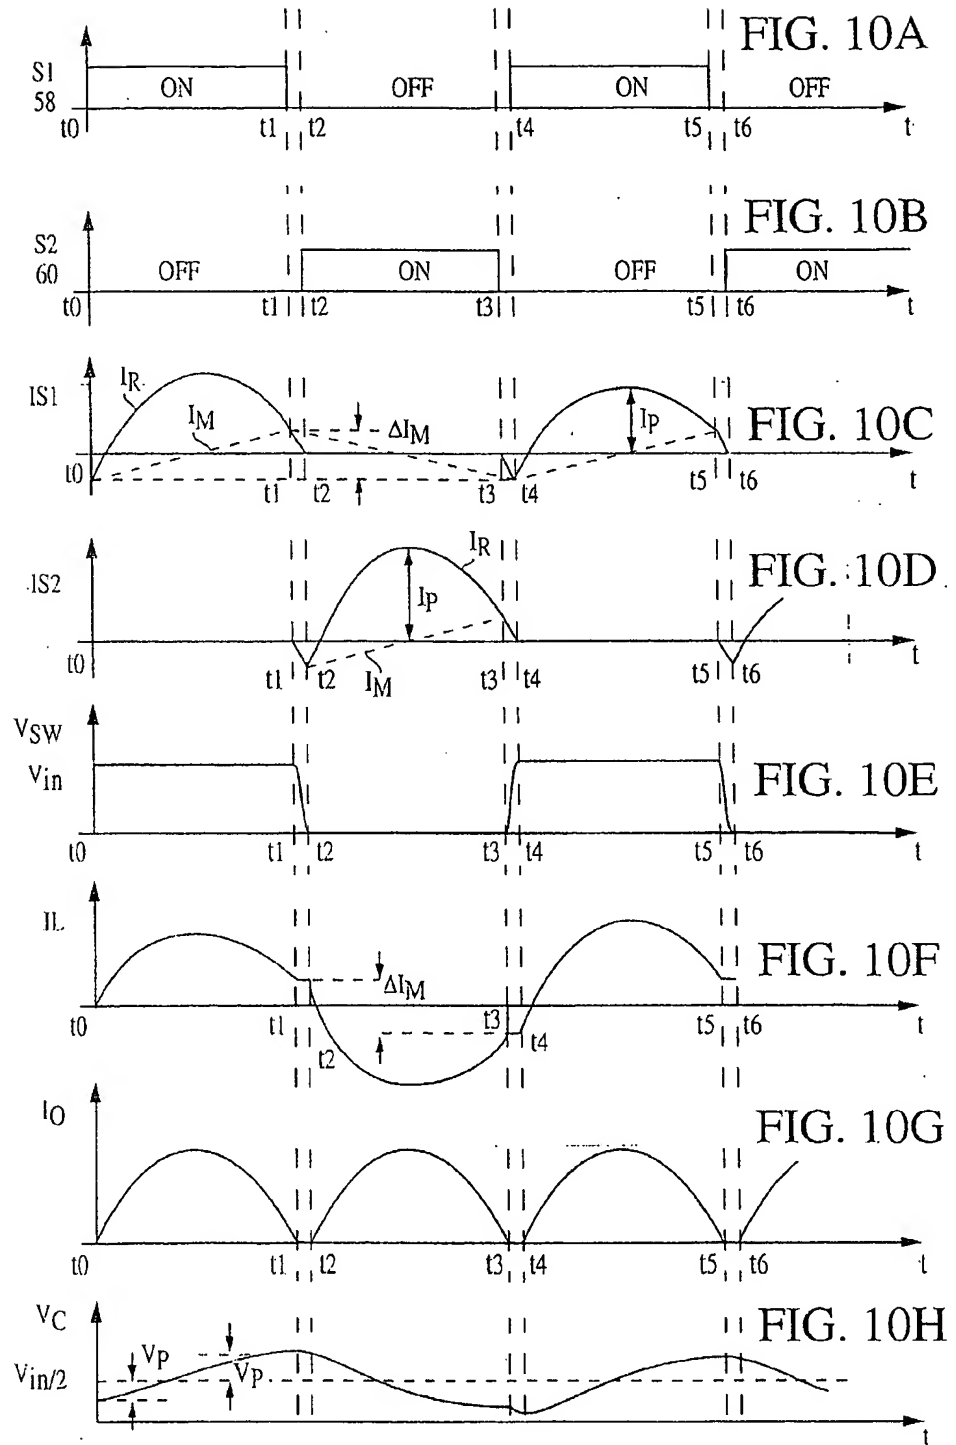 FIG. 10A
S1
58
ON OFF ON OFF
t0 t1 t2 t4 t5 t6 t
FIG. 10B
S2
60
OFF ON OFF ON
t0 t1 t2 t3 t5 t6 t
FIG. 10C
IS1
IR
IM
ΔIM
IP
t0 t1 t2 t3 t4 t5 t6 t
FIG. 10D
IS2
IR
IP
IM
t0 t1 t2 t3 t4 t5 t6 t
VSW
Vin
FIG. 10E
t0 t1 t2 t3 t4 t5 t6 t
IL
FIG. 10F
ΔIM
t0 t1 t2 t3 t4 t5 t6 t
IO
FIG. 10G
t0 t1 t2 t3 t4 t5 t6 t
VC
FIG. 10H
VP
VP
Vin/2
t